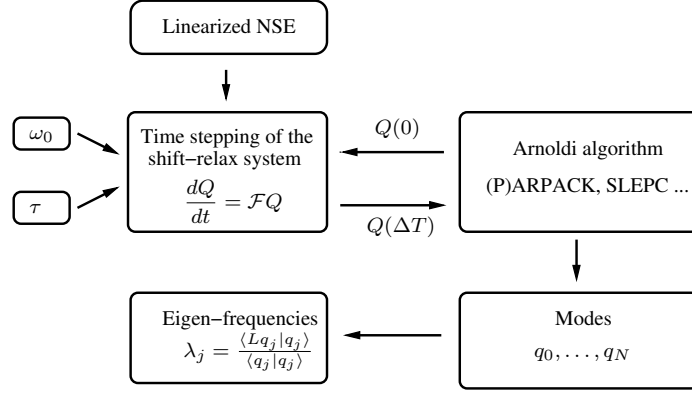 Linearized NSE
ω₀
τ
Time stepping of the
shift−relax system
dQ/dt = ℱQ
Q(0)
Q(ΔT)
Arnoldi algorithm
(P)ARPACK, SLEPC ...
Eigen−frequencies
λⱼ = ⟨Lqⱼ|qⱼ⟩/⟨qⱼ|qⱼ⟩
Modes
q₀, . . . , q_N